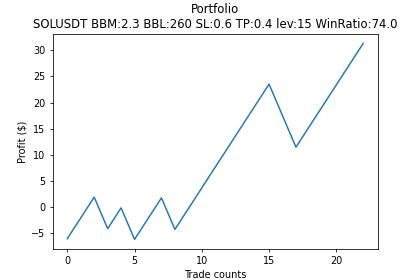 Portfolio
SOLUSDT BBM:2.3 BBL:260 SL:0.6 TP:0.4 lev:15 WinRatio:74.0
30
25
20
15
10
5
0
−5
Profit ($)
0 5 10 15 20
Trade counts